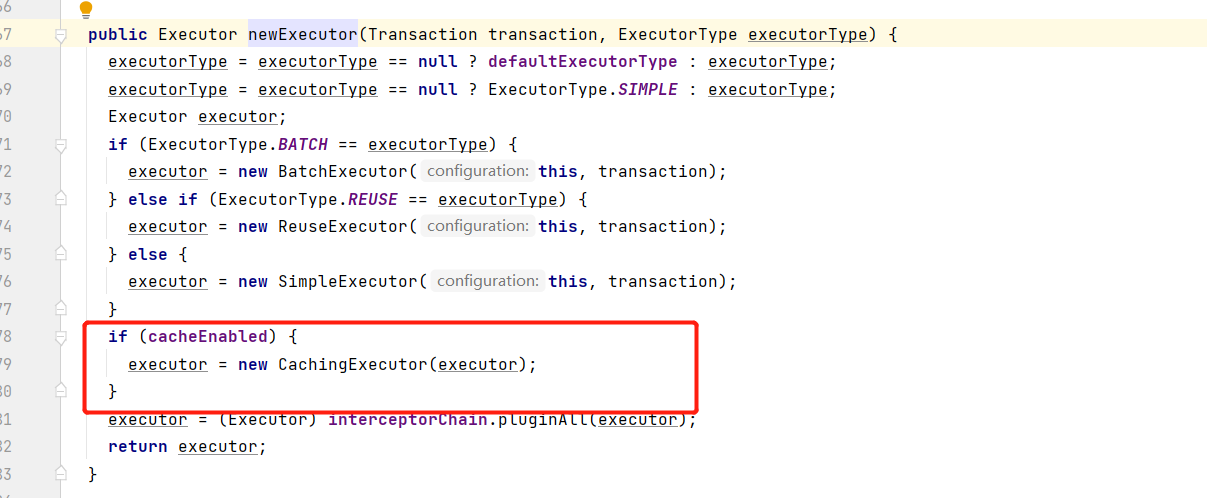 66
67 public Executor newExecutor(Transaction transaction, ExecutorType executorType) {
68 executorType = executorType == null ? defaultExecutorType : executorType;
69 executorType = executorType == null ? ExecutorType.SIMPLE : executorType;
70 Executor executor;
71 if (ExecutorType.BATCH == executorType) {
72 executor = new BatchExecutor( configuration: this, transaction);
73 } else if (ExecutorType.REUSE == executorType) {
74 executor = new ReuseExecutor( configuration: this, transaction);
75 } else {
76 executor = new SimpleExecutor( configuration: this, transaction);
77 }
78 if (cacheEnabled) {
79 executor = new CachingExecutor(executor);
80 }
81 executor = (Executor) interceptorChain.pluginAll(executor);
82 return executor;
83 }